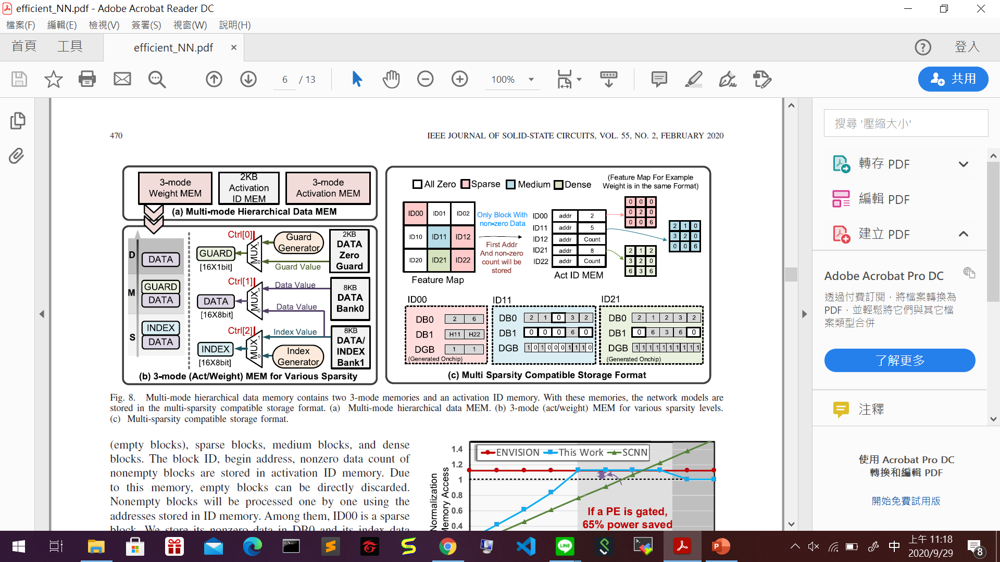 efficient_NN.pdf - Adobe Acrobat Reader DC
檔案(F) 編輯(E) 檢視(V) 簽署(S) 視窗(W) 說明(H)
首頁 工具 efficient_NN.pdf × 登入
6 / 13 100% 共用
470 IEEE JOURNAL OF SOLID-STATE CIRCUITS, VOL. 55, NO. 2, FEBRUARY 2020
3-mode
Weight MEM
2KB
Activation
ID MEM
3-mode
Activation MEM
(a) Multi-mode Hierarchical Data MEM
D
DATA
M
GUARD
DATA
S
INDEX
DATA
Ctrl[0]
GUARD
[16X1bit]
MUX
1
0
Guard
Generator
Guard Value
2KB
DATA
Zero
Guard
Ctrl[1]
DATA
[16X8bit]
MUX
1
0
Data Value
Data Value
8KB
DATA
Bank0
Ctrl[2]
INDEX
[16X8bit]
MUX
1
0
Index Value
Index
Generator
8KB
DATA/
INDEX
Bank1
(b) 3-mode (Act/Weight) MEM for Various Sparsity
All Zero Sparse Medium Dense
(Feature Map For Example
Weight is in the same Format)
ID00 ID01 ID02
ID10 ID11 ID12
ID20 ID21 ID22
Feature Map
Only Block With
non-zero Data
First Addr
And non-zero
count will be
stored
ID00 addr 2
ID11 addr 5
ID12 addr Count
ID21 addr 8
ID22 addr Count
Act ID MEM
0 0 0
0 2 0
0 0 6
2 1 0
3 2 0
0 0 6
2 1 2
3 2 0
6 3 6
ID00
DB0 2 6
DB1 H11 H22
DGB 1 1
(Generated Onchip)
ID11
DB0 2 1 0 3 2
DB1 0 0 0 6 0
DGB 1 0 1 0 0 0 1 1 1 0
ID21
DB0 2 1 2 3 2
DB1 0 6 3 6 0
DGB 1 1 1 1 1 1 1 1 1 1
(Generated Onchip)
(c) Multi Sparsity Compatible Storage Format
Fig. 8. Multi-mode hierarchical data memory contains two 3-mode memories and an activation ID memory. With these memories, the network models are
stored in the multi-sparsity compatible storage format. (a) Multi-mode hierarchical data MEM. (b) 3-mode (act/weight) MEM for various sparsity levels.
(c) Multi-sparsity compatible storage format.
(empty blocks), sparse blocks, medium blocks, and dense
blocks. The block ID, begin address, nonzero data count of
nonempty blocks are stored in activation ID memory. Due
to this memory, empty blocks can be directly discarded.
Nonempty blocks will be processed one by one using the
addresses stored in ID memory. Among them, ID00 is a sparse
block. We store its nonzero data in DB0 and its index data
Normalization
Memory Access
1.4
1.2
1
0.8
0.6
0.4
ENVISION This Work SCNN
If a PE is gated,
65% power saved
搜尋 '壓縮大小'
轉存 PDF
編輯 PDF
建立 PDF
Adobe Acrobat Pro DC
透過付費訂閱，將檔案轉換為
PDF，並輕鬆將它們與其它檔
案類型合併
了解更多
注釋
使用 Acrobat Pro DC
轉換和編輯 PDF
開始免費試用版
LINE
中
上午 11:18
2020/9/29
8